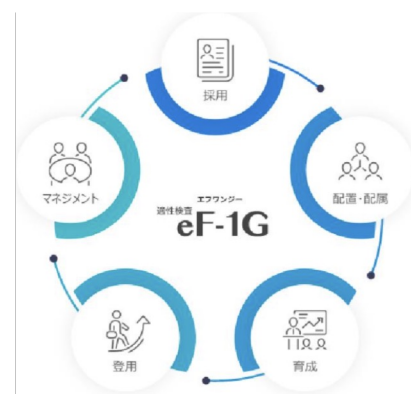 採用
マネジメント
配置・配属
エフワンジー
適性検査
eF-1G
登用
育成